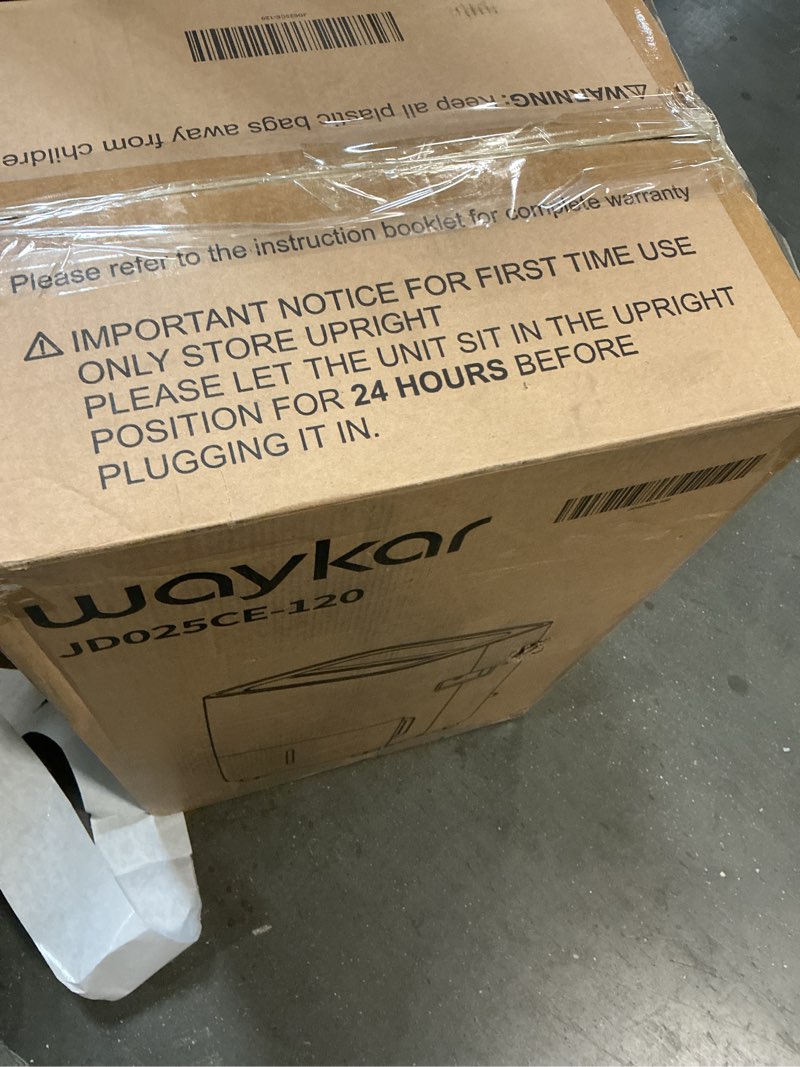 JD025CE-120
⚠WARNING: Keep all plastic bags away from childre
Please refer to the instruction booklet for complete warranty
⚠ IMPORTANT NOTICE FOR FIRST TIME USE
ONLY STORE UPRIGHT
PLEASE LET THE UNIT SIT IN THE UPRIGHT
POSITION FOR 24 HOURS BEFORE
PLUGGING IT IN.
waykar
JD025CE-120